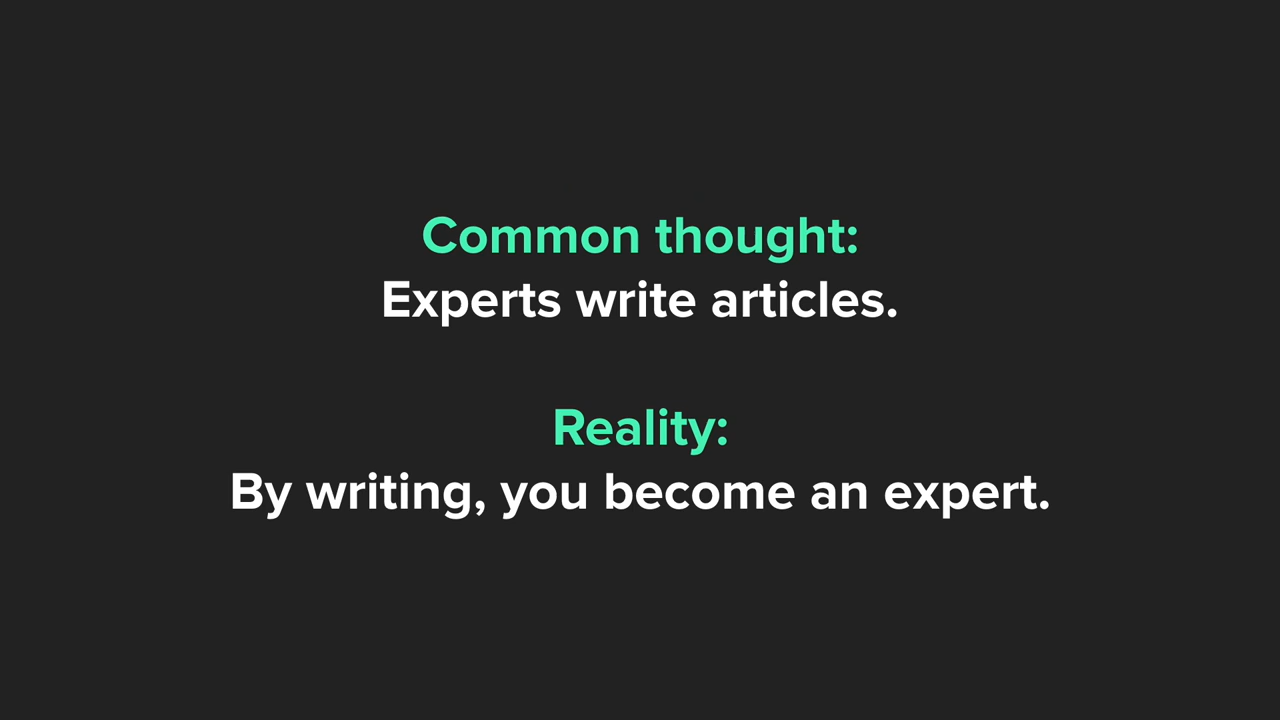 Common thought:
Experts write articles.
Reality:
By writing, you become an expert.